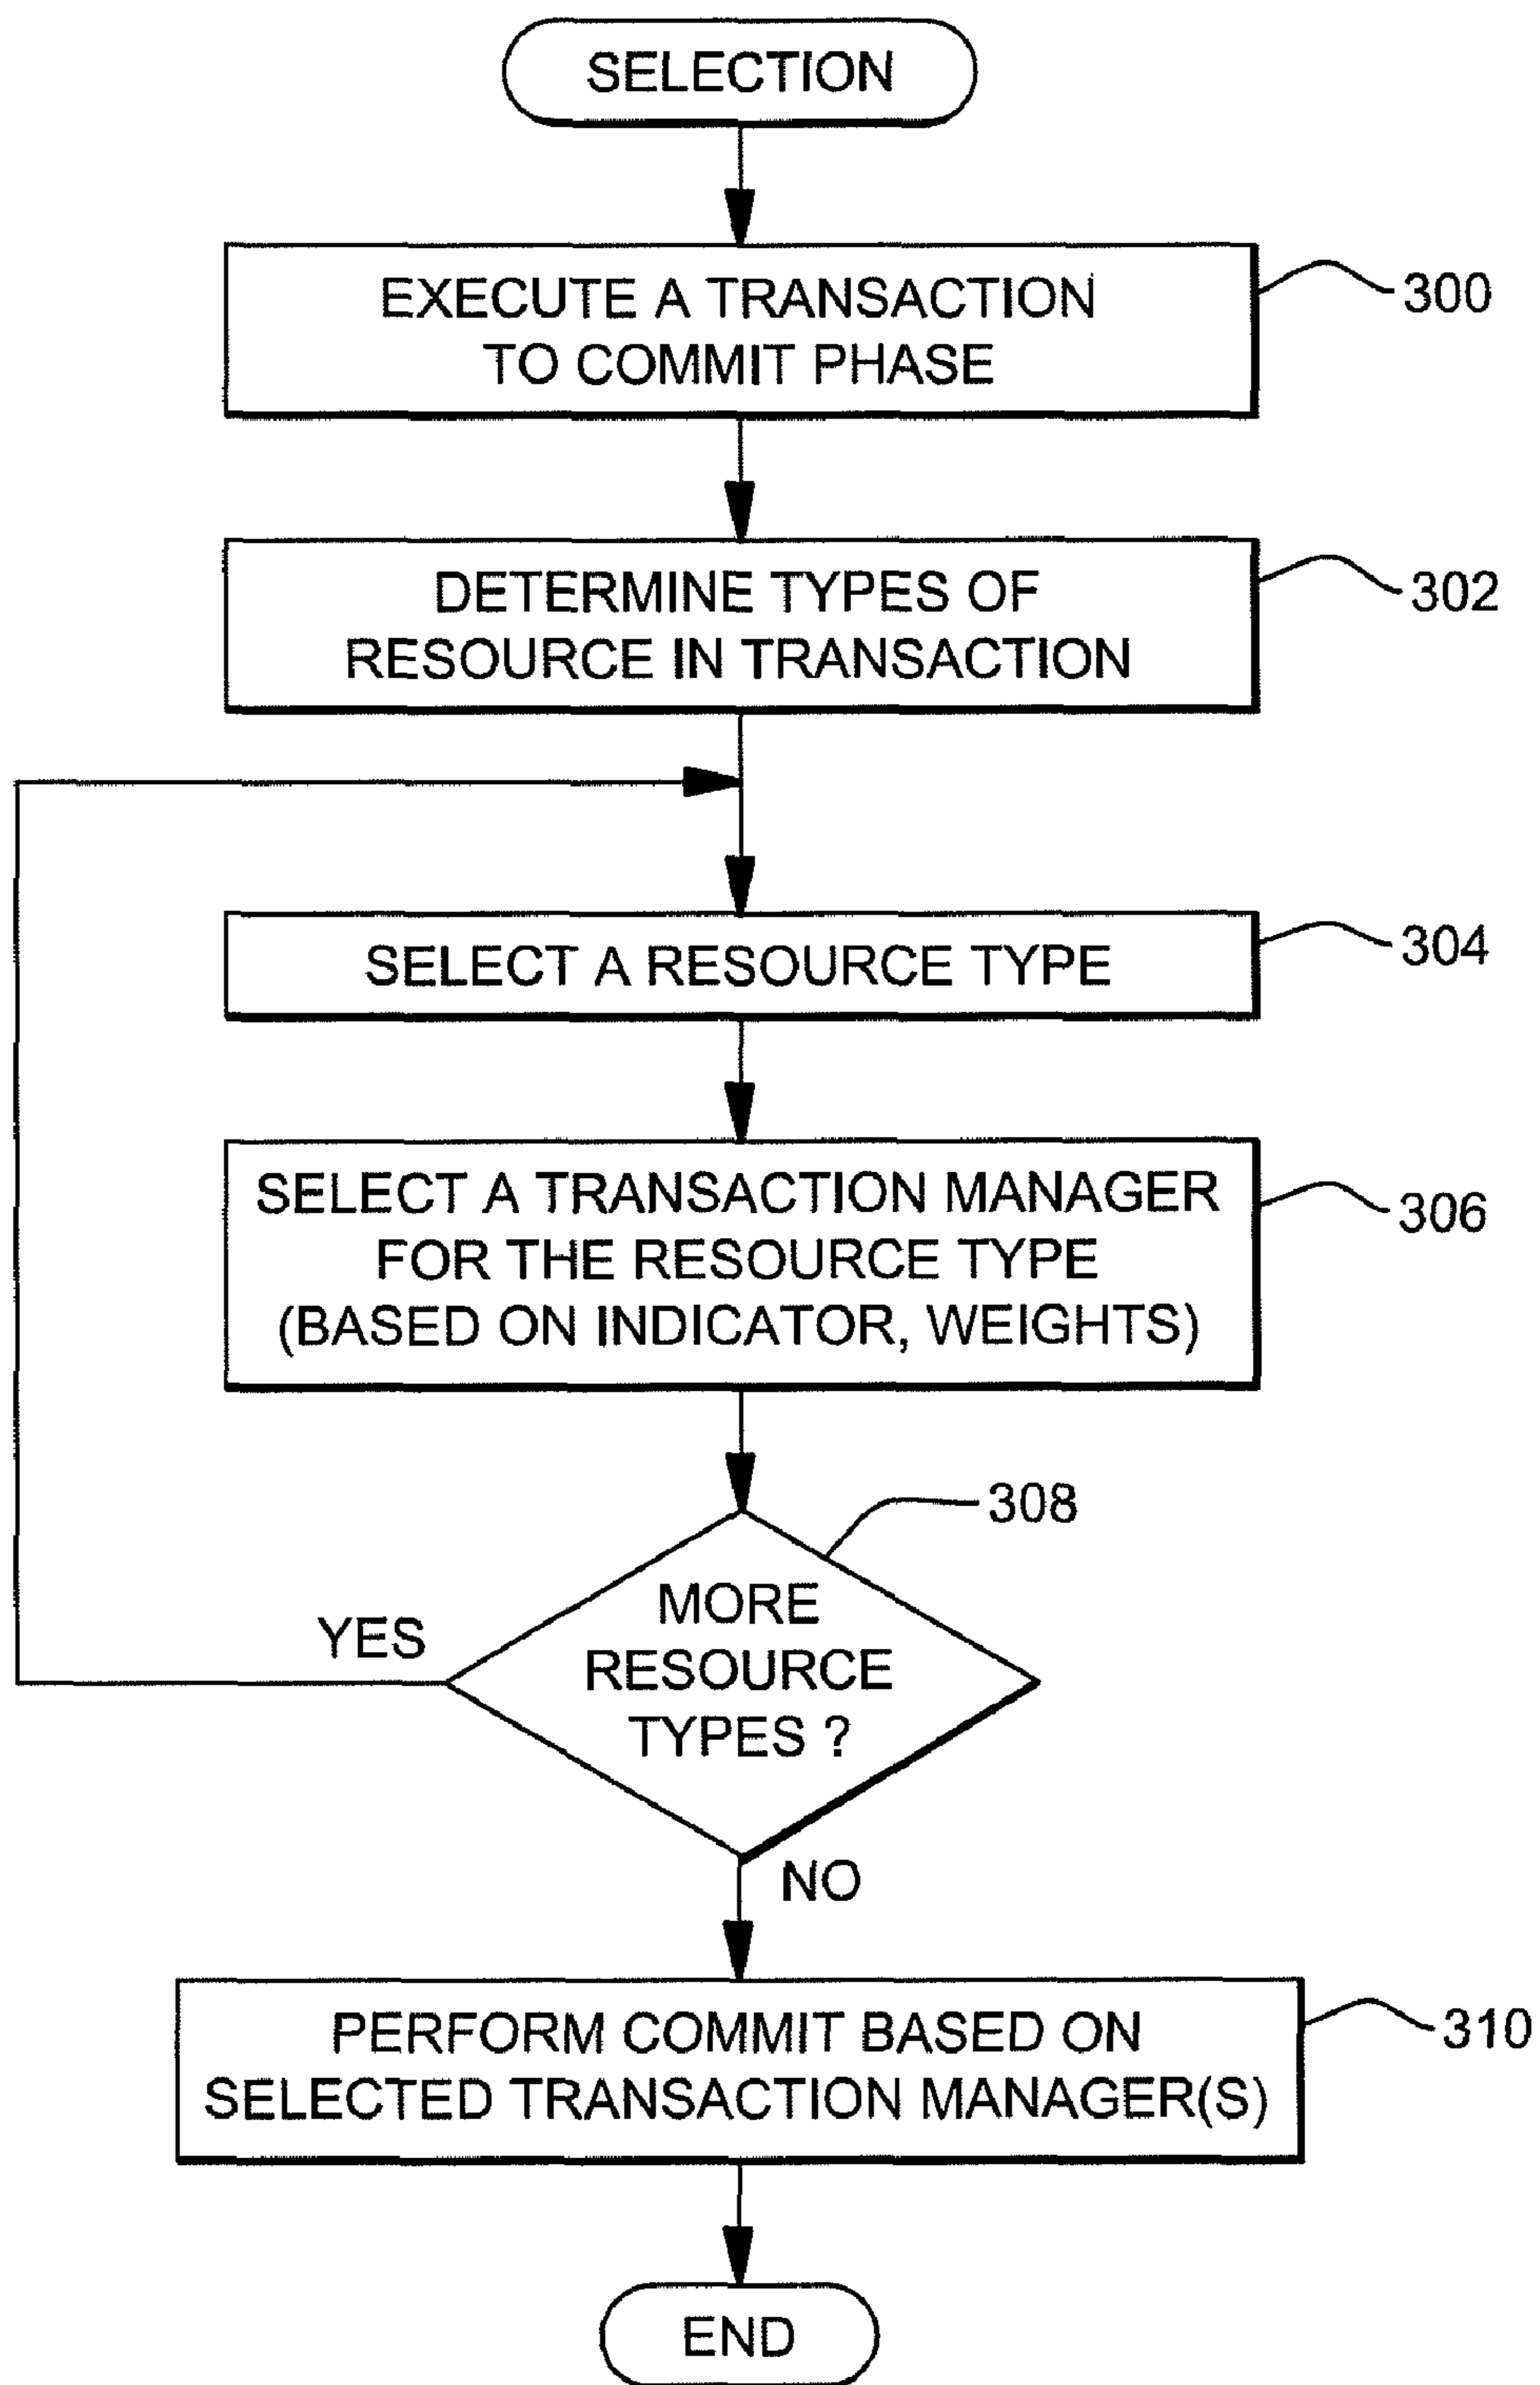 SELECTION
EXECUTE A TRANSACTION
TO COMMIT PHASE
300
DETERMINE TYPES OF
RESOURCE IN TRANSACTION
302
SELECT A RESOURCE TYPE
304
SELECT A TRANSACTION MANAGER
FOR THE RESOURCE TYPE
(BASED ON INDICATOR, WEIGHTS)
306
308
MORE
RESOURCE
TYPES ?
YES
NO
PERFORM COMMIT BASED ON
SELECTED TRANSACTION MANAGER(S)
310
END